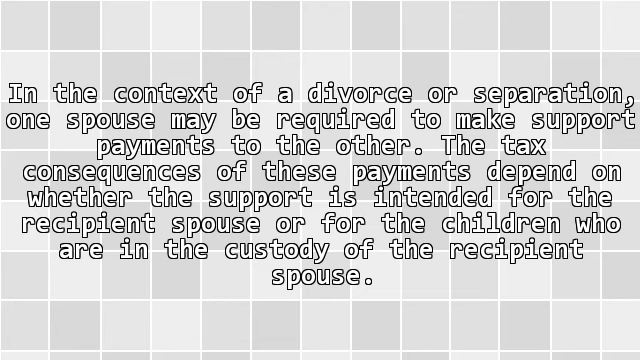 In the context of a divorce or separation,
one spouse may be required to make support
payments to the other. The tax
consequences of these payments depend on
whether the support is intended for the
recipient spouse or for the children who
are in the custody of the recipient
spouse.